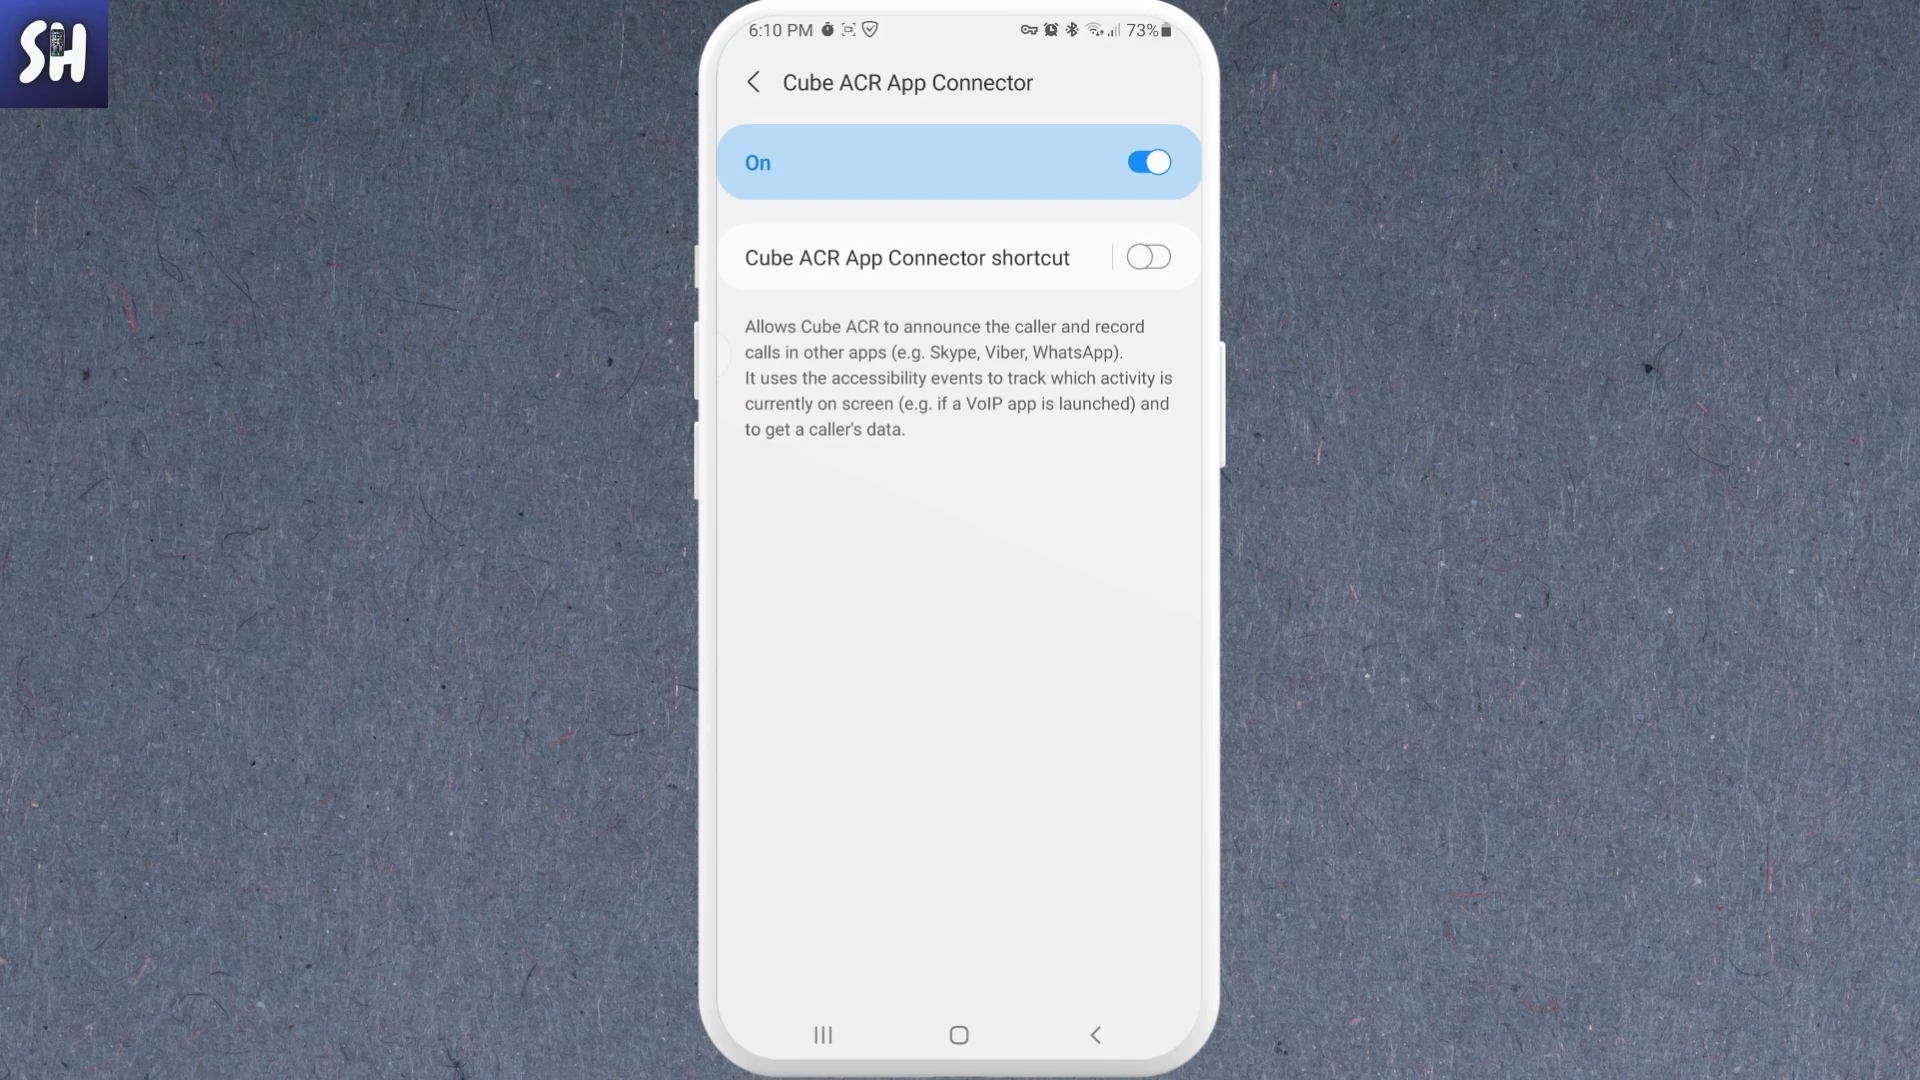 SH
6:10 PM 73%
Cube ACR App Connector
On
Cube ACR App Connector shortcut
Allows Cube ACR to announce the caller and record
calls in other apps (e.g. Skype, Viber, WhatsApp).
It uses the accessibility events to track which activity is
currently on screen (e.g. if a VoIP app is launched) and
to get a caller's data.